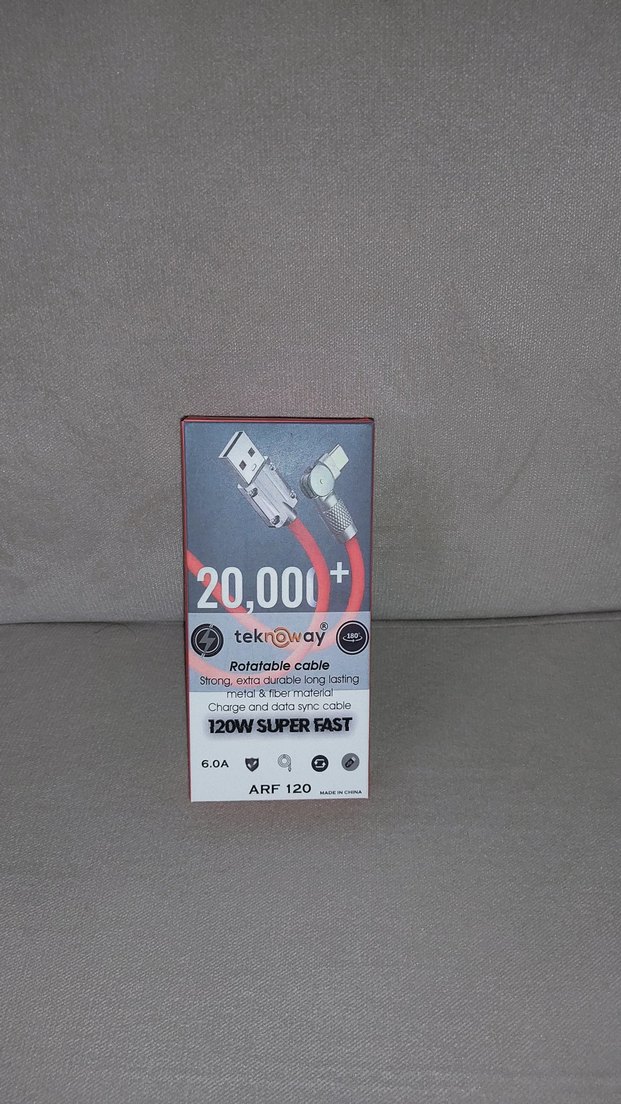 20,000+
teknoway®
180°
Rotatable cable
Strong, extra durable long lasting
metal & fiber material
Charge and data sync cable
120W SUPER FAST
6.0A
ARF 120 MADE IN CHINA